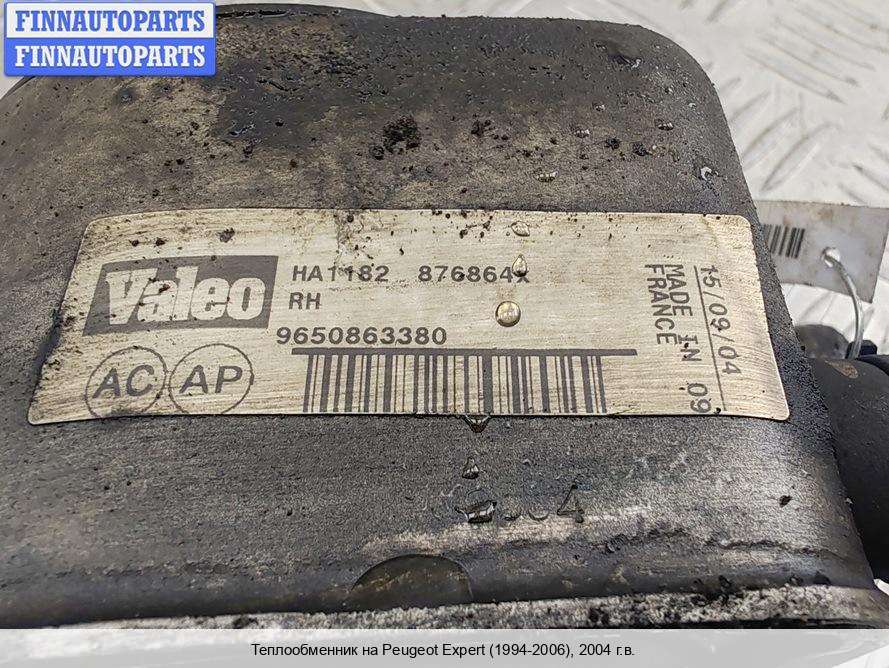 FINNAUTOPARTS
FINNAUTOPARTS
Valeo
HA1182 876864X
RH
9650863380
AC AP
15/09/04
MADE IN 09
FRANCE
Теплообменник на Peugeot Expert (1994-2006), 2004 г.в.